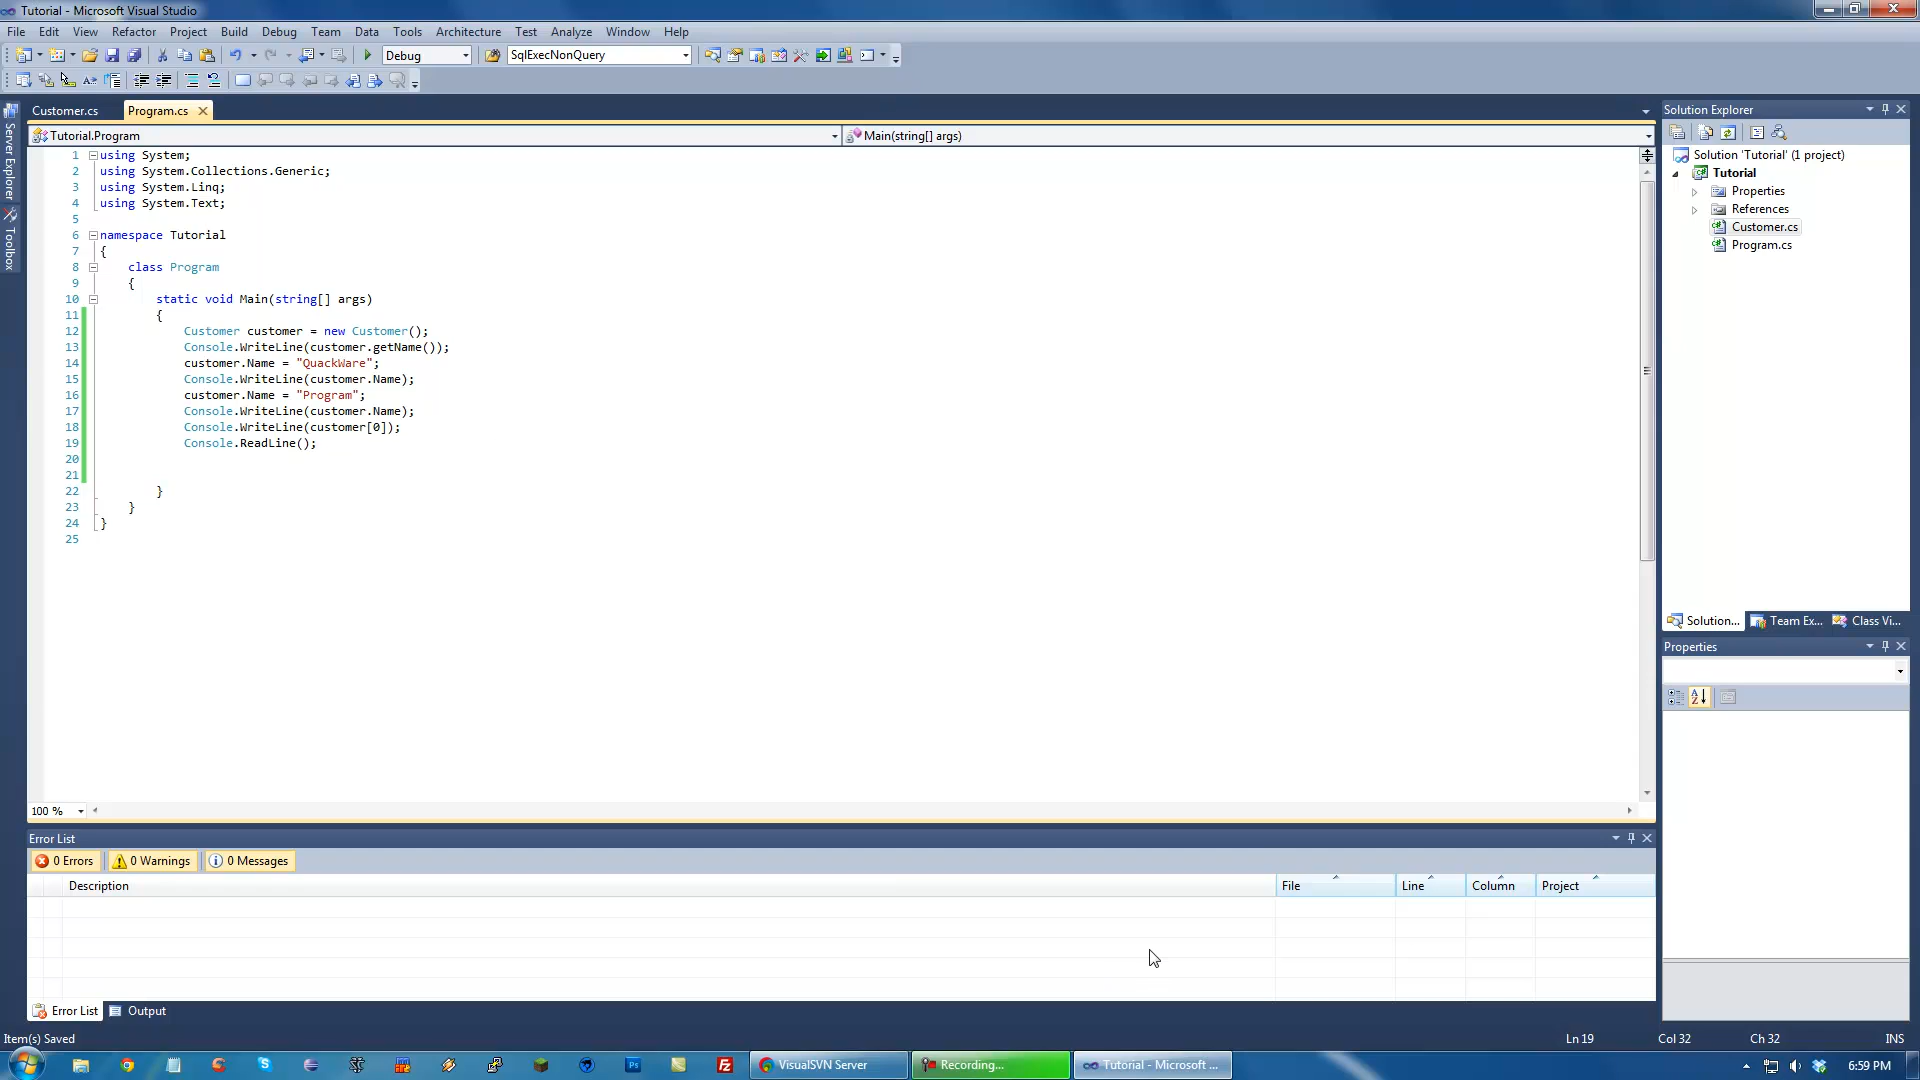 Tutorial - Microsoft Visual Studio
File Edit View Refactor Project Build Debug Team Data Tools Architecture Test Analyze Window Help
Debug SqlExecNonQuery
Customer.cs Program.cs
Tutorial.Program Main(string[] args)
1 using System;
2 using System.Collections.Generic;
3 using System.Linq;
4 using System.Text;
5
6 namespace Tutorial
7 {
8 class Program
9 {
10 static void Main(string[] args)
11 {
12 Customer customer = new Customer();
13 Console.WriteLine(customer.getName());
14 customer.Name = "QuackWare";
15 Console.WriteLine(customer.Name);
16 customer.Name = "Program";
17 Console.WriteLine(customer.Name);
18 Console.WriteLine(customer[0]);
19 Console.ReadLine();
20
21
22 }
23 }
24 }
25
100 %
Server Explorer
Toolbox
Solution Explorer
Solution 'Tutorial' (1 project)
Tutorial
Properties
References
Customer.cs
Program.cs
Solution... Team Ex... Class Vi...
Properties
Error List
0 Errors 0 Warnings 0 Messages
Description File Line Column Project
Error List Output
Item(s) Saved Ln 19 Col 32 Ch 32 INS
VisualSVN Server Recording... Tutorial - Microsoft ... 6:59 PM